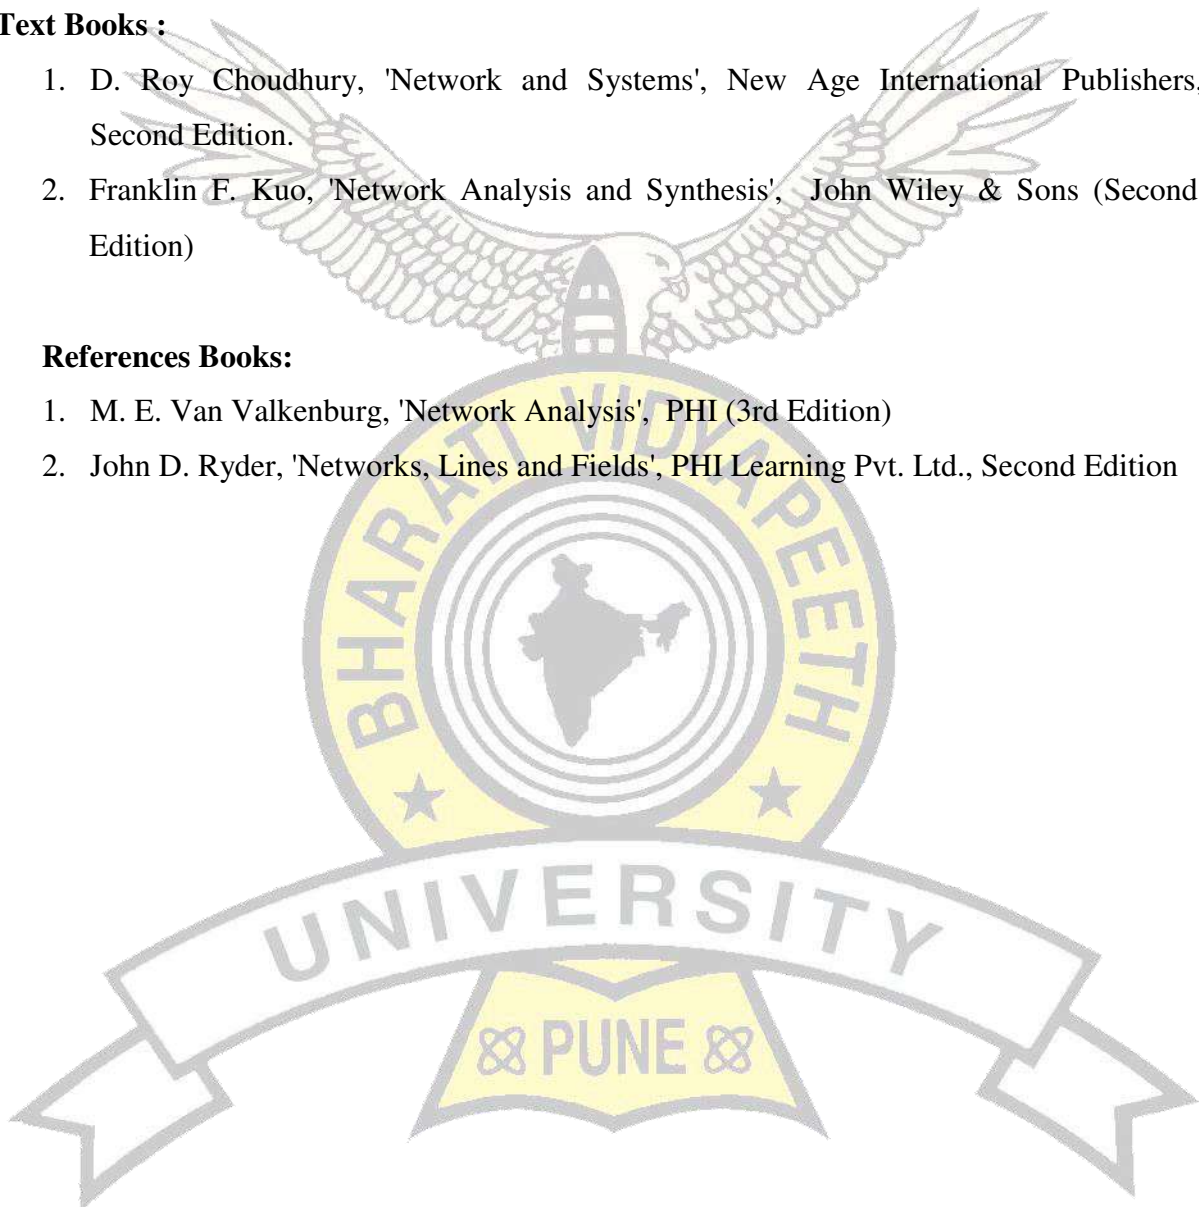 Text Books :
1. D. Roy Choudhury, 'Network and Systems', New Age International Publishers,
Second Edition.
2. Franklin F. Kuo, 'Network Analysis and Synthesis', John Wiley & Sons (Second
Edition)
References Books:
1. M. E. Van Valkenburg, 'Network Analysis', PHI (3rd Edition)
2. John D. Ryder, 'Networks, Lines and Fields', PHI Learning Pvt. Ltd., Second Edition
BHARATI VIDYAPEETH
UNIVERSITY
PUNE